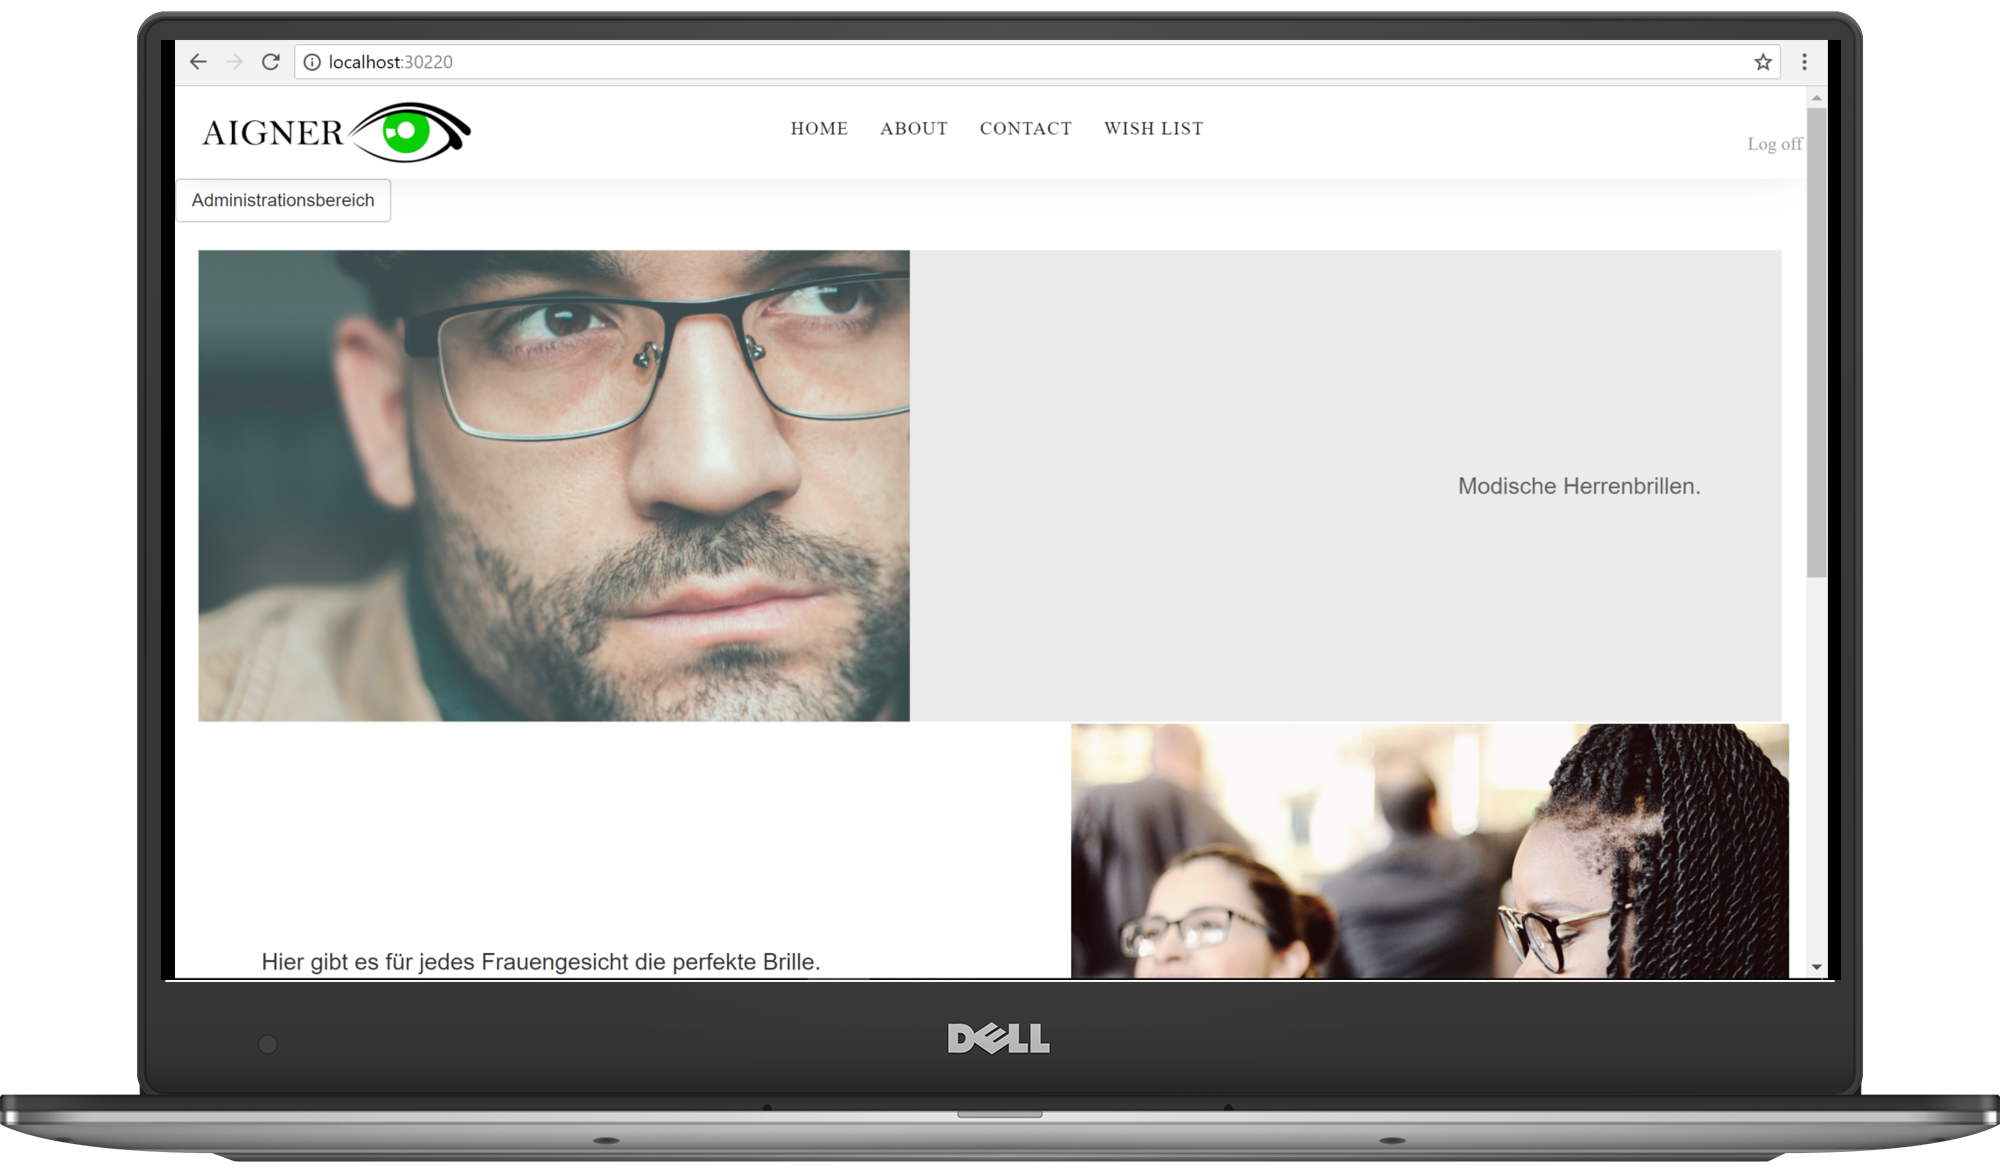 localhost:30220
AIGNER
HOME ABOUT CONTACT WISH LIST
Log off
Administrationsbereich
Modische Herrenbrillen.
Hier gibt es für jedes Frauengesicht die perfekte Brille.
DELL